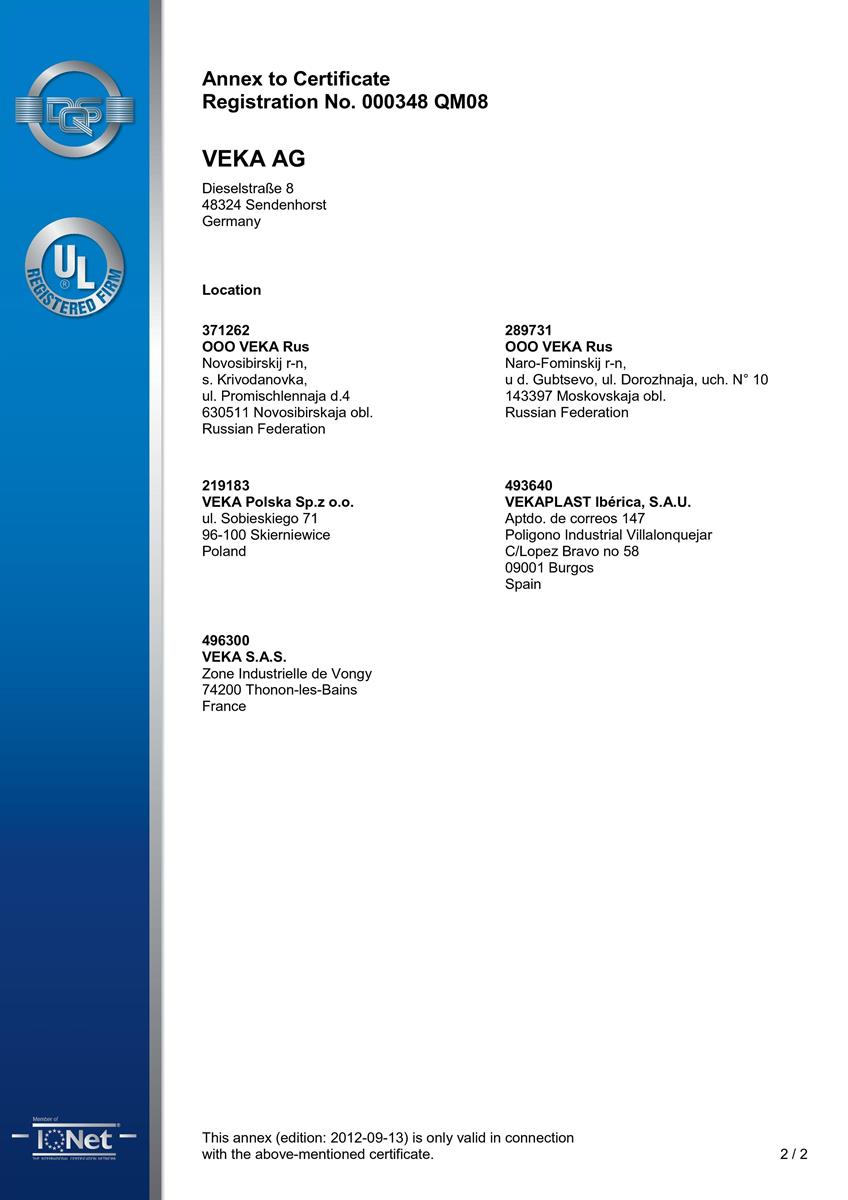 DQS
UL
®
REGISTERED FIRM
Annex to Certificate
Registration No. 000348 QM08
VEKA AG
Dieselstraße 8
48324 Sendenhorst
Germany
Location
371262
OOO VEKA Rus
Novosibirskij r-n,
s. Krivodanovka,
ul. Promischlennaja d.4
630511 Novosibirskaja obl.
Russian Federation
289731
OOO VEKA Rus
Naro-Fominskij r-n,
u d. Gubtsevo, ul. Dorozhnaja, uch. N° 10
143397 Moskovskaja obl.
Russian Federation
219183
VEKA Polska Sp.z o.o.
ul. Sobieskiego 71
96-100 Skierniewice
Poland
493640
VEKAPLAST Ibérica, S.A.U.
Aptdo. de correos 147
Poligono Industrial Villalonquejar
C/Lopez Bravo no 58
09001 Burgos
Spain
496300
VEKA S.A.S.
Zone Industrielle de Vongy
74200 Thonon-les-Bains
France
Member of
IQNet ®
THE INTERNATIONAL CERTIFICATION NETWORK
This annex (edition: 2012-09-13) is only valid in connection
with the above-mentioned certificate.
2 / 2